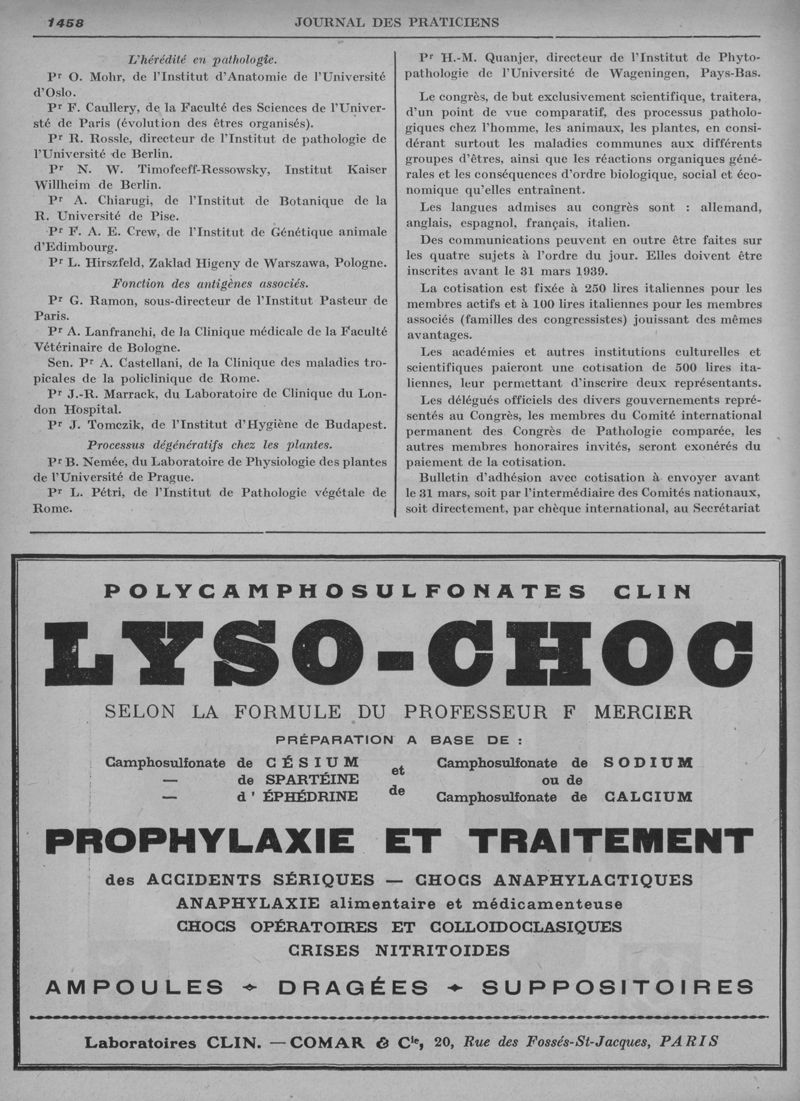 1458
JOURNAL DES PRATICIENS
L'hérédité en pathologie.
Pr O. Mohr, de l'Institut d'Anatomie de l'Université
d'Oslo.
Pr F. Caullery, de la Faculté des Sciences de l'Univer-
sté de Paris (évolution des êtres organisés).
Pr R. Rossle, directeur de l'Institut de pathologie de
l'Université de Berlin.
Pr N. W. Timofeeff-Ressowsky, Institut Kaiser
Willheim de Berlin.
Pr A. Chiarugi, de l'Institut de Botanique de la
R. Université de Pise.
Pr F. A. E. Crew, de l'Institut de Génétique animale
d'Edimbourg.
Pr L. Hirszfeld, Zaklad Higeny de Warszawa, Pologne.
Fonction des antigènes associés.
Pr G. Ramon, sous-directeur de l'Institut Pasteur de
Paris.
Pr A. Lanfranchi, de la Clinique médicale de la Faculté
Vétérinaire de Bologne.
Sen. Pr A. Castellani, de la Clinique des maladies tro-
picales de la policlinique de Rome.
Pr J.-R. Marrack, du Laboratoire de Clinique du Lon-
don Hospital.
Pr J. Tomczik, de l'Institut d'Hygiène de Budapest.
Processus dégénératifs chez les plantes.
Pr B. Nemée, du Laboratoire de Physiologie des plantes
de l'Université de Prague.
Pr L. Pétri, de l'Institut de Pathologie végétale de
Rome.
Pr H.-M. Quanjer, directeur de l'Institut de Phyto-
pathologie de l'Université de Wageningen, Pays-Bas.
Le congrès, de but exclusivement scientifique, traitera,
d'un point de vue comparatif, des processus patholo-
giques chez l'homme, les animaux, les plantes, en consi-
dérant surtout les maladies communes aux différents
groupes d'êtres, ainsi que les réactions organiques géné-
rales et les conséquences d'ordre biologique, social et éco-
nomique qu'elles entraînent.
Les langues admises au congrès sont : allemand,
anglais, espagnol, français, italien.
Des communications peuvent en outre être faites sur
les quatre sujets à l'ordre du jour. Elles doivent être
inscrites avant le 31 mars 1939.
La cotisation est fixée à 250 lires italiennes pour les
membres actifs et à 100 lires italiennes pour les membres
associés (familles des congressistes) jouissant des mêmes
avantages.
Les académies et autres institutions culturelles et
scientifiques paieront une cotisation de 500 lires ita-
liennes, leur permettant d'inscrire deux représentants.
Les délégués officiels des divers gouvernements repré-
sentés au Congrès, les membres du Comité international
permanent des Congrès de Pathologie comparée, les
autres membres honoraires invités, seront exonérés du
paiement de la cotisation.
Bulletin d'adhésion avec cotisation à envoyer avant
le 31 mars, soit par l'intermédiaire des Comités nationaux,
soit directement, par chèque international, au Secrétariat
POLYCAMPHOSULFONATES CLIN
LYSO-CHOC
SELON LA FORMULE DU PROFESSEUR F MERCIER
PRÉPARATION A BASE DE :
Camphosulfonate de CÉSIUM et Camphosulfonate de SODIUM
— de SPARTÉINE ou de
— d'ÉPHÉDRINE de Camphosulfonate de CALCIUM
PROPHYLAXIE ET TRAITEMENT
des ACCIDENTS SÉRIQUES — CHOCS ANAPHYLACTIQUES
ANAPHYLAXIE alimentaire et médicamenteuse
CHOCS OPÉRATOIRES ET COLLOIDOCLASIQUES
CRISES NITRITOIDES
AMPOULES ✦ DRAGÉES ✦ SUPPOSITOIRES
Laboratoires CLIN. — COMAR & Cie, 20, Rue des Fossés-St-Jacques, PARIS